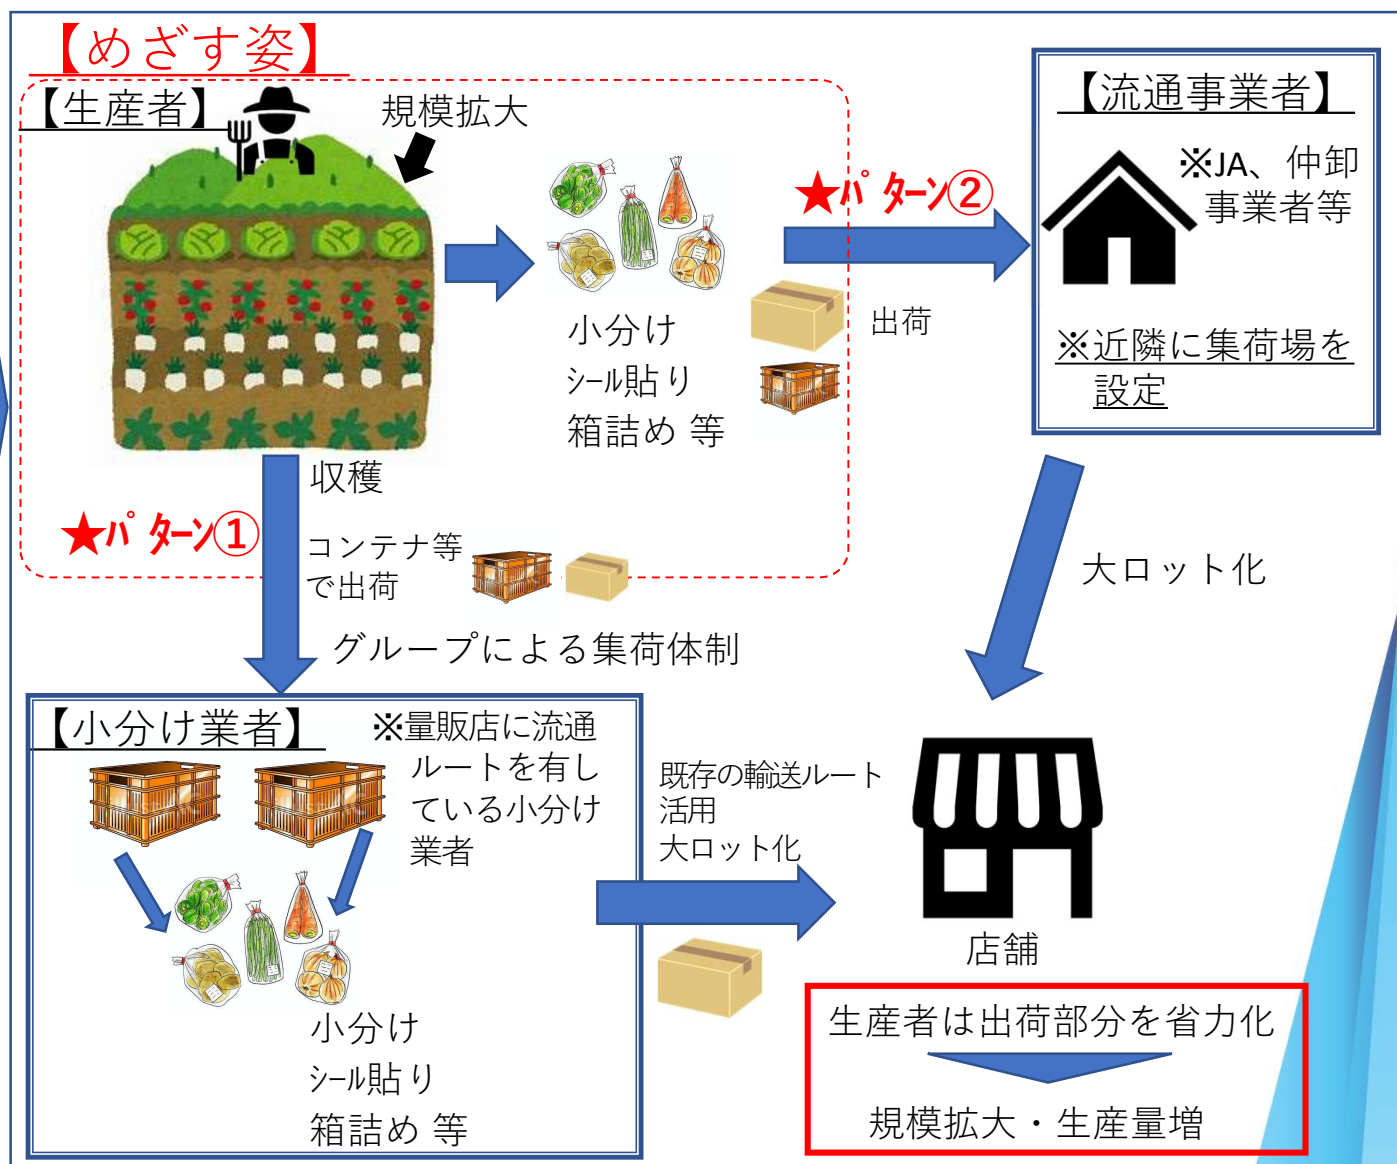 【めざす姿】
【生産者】
規模拡大
小分け
ｼｰﾙ貼り
箱詰め 等
★ﾊﾟﾀｰﾝ②
出荷
【流通事業者】
※JA、仲卸
事業者等
※近隣に集荷場を
設定
収穫
★ﾊﾟﾀｰﾝ①
コンテナ等
で出荷
グループによる集荷体制
大ロット化
【小分け業者】
※量販店に流通
ルートを有し
ている小分け
業者
小分け
ｼｰﾙ貼り
箱詰め 等
既存の輸送ルート
活用
大ロット化
店舗
生産者は出荷部分を省力化
規模拡大・生産量増